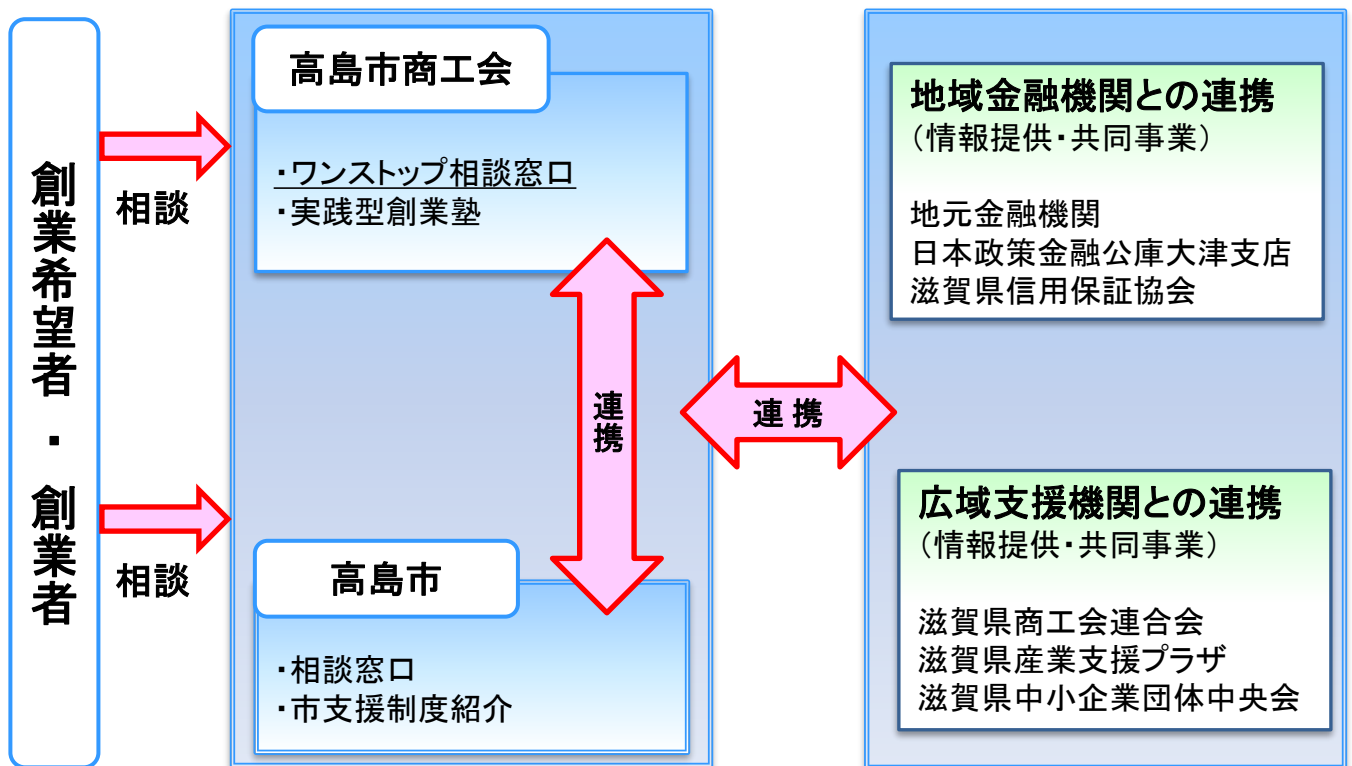 創業希望者・創業者
相談
相談
高島市商工会
・ワンストップ相談窓口
・実践型創業塾
連携
高島市
・相談窓口
・市支援制度紹介
連携
地域金融機関との連携
（情報提供・共同事業）
地元金融機関
日本政策金融公庫大津支店
滋賀県信用保証協会
広域支援機関との連携
（情報提供・共同事業）
滋賀県商工会連合会
滋賀県産業支援プラザ
滋賀県中小企業団体中央会